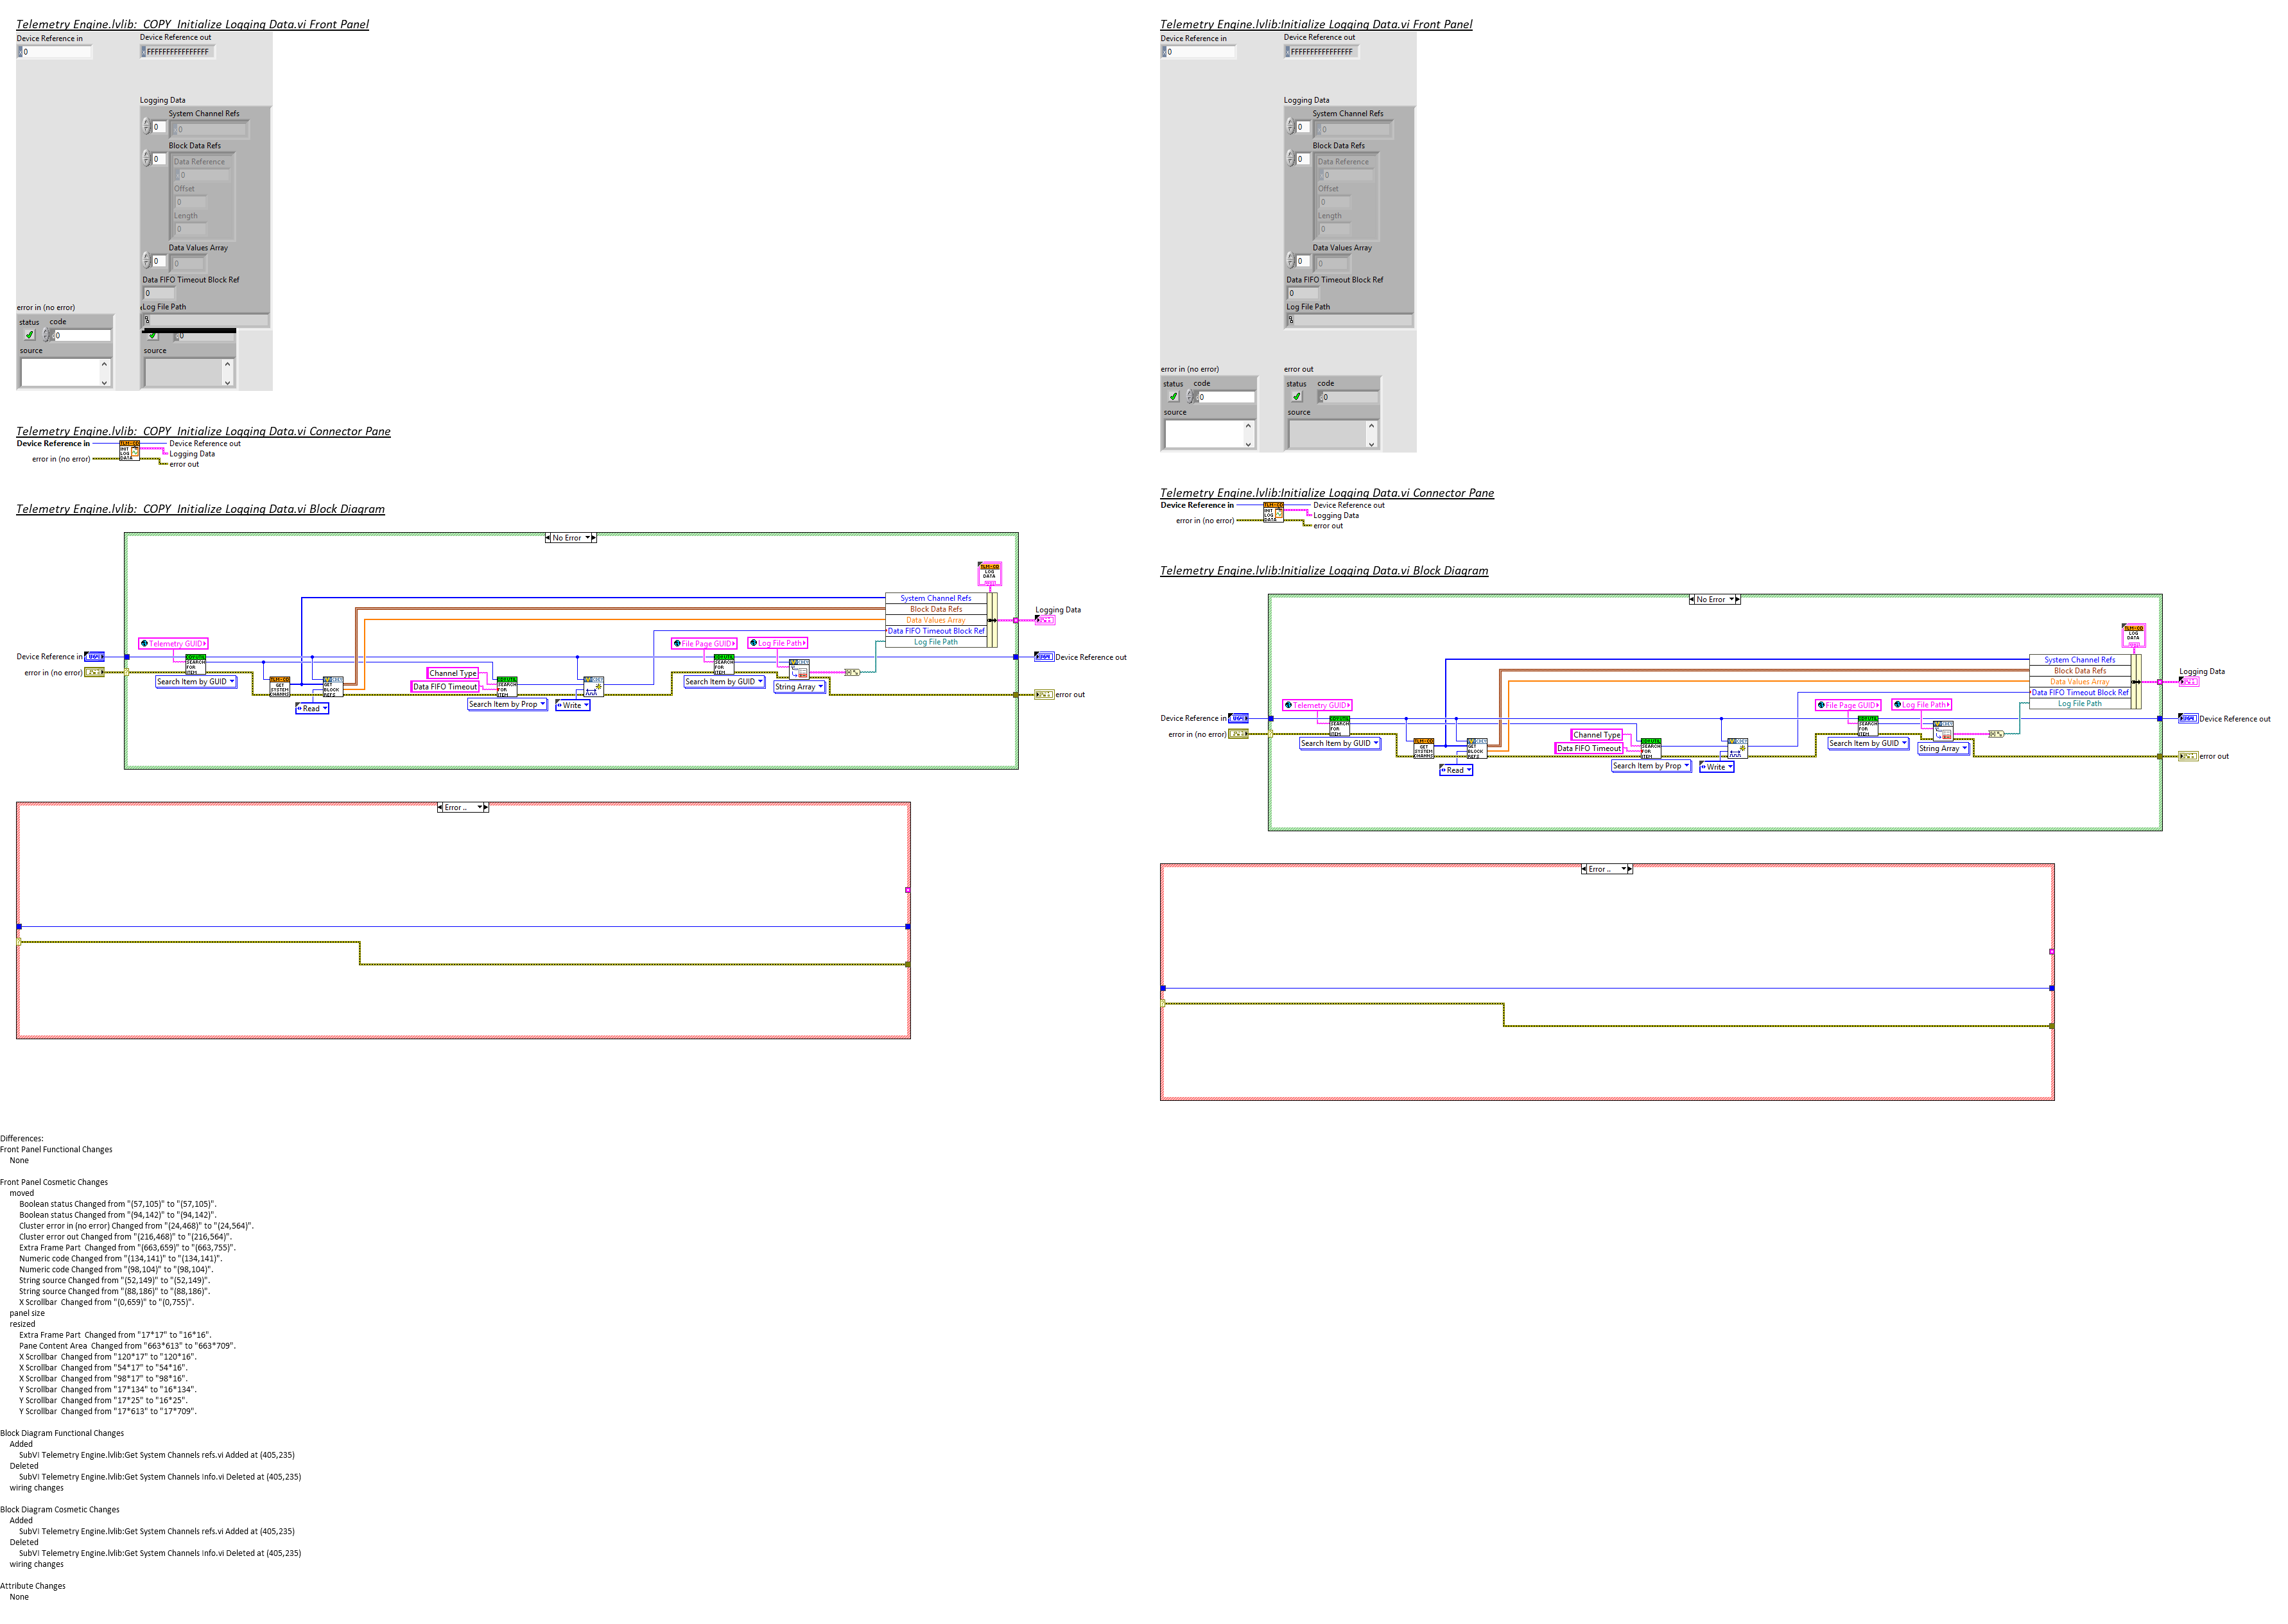 Telemetry Engine.lvlib:_COPY_Initialize Logging Data.vi Front Panel
Device Reference in
Device Reference out
0
FFFFFFFFFFFFFFFF
Logging Data
System Channel Refs
0
0
Block Data Refs
0
Data Reference
0
Offset
0
Length
0
Data Values Array
0
0
Data FIFO Timeout Block Ref
0
Log File Path
error in (no error)
status code
0
0
source
source
Telemetry Engine.lvlib:_COPY_Initialize Logging Data.vi Connector Pane
Device Reference in
Device Reference out
Logging Data
error in (no error)
error out
Telemetry Engine.lvlib:_COPY_Initialize Logging Data.vi Block Diagram
No Error
TLM-CO
LOG
DATA
System Channel Refs
Block Data Refs
Data Values Array
Data FIFO Timeout Block Ref
Log File Path
Logging Data
Telemetry GUID
File Page GUID
Log File Path
Device Reference in
Device Reference out
error in (no error)
error out
SEARCH
FOR
ITEM
Search Item by GUID
Channel Type
Data FIFO Timeout
Search Item by Prop
Read
Write
Search Item by GUID
String Array
Error ..
Telemetry Engine.lvlib:Initialize Logging Data.vi Front Panel
Device Reference in
Device Reference out
0
FFFFFFFFFFFFFFFF
Logging Data
System Channel Refs
0
0
Block Data Refs
0
Data Reference
0
Offset
0
Length
0
Data Values Array
0
0
Data FIFO Timeout Block Ref
0
Log File Path
error in (no error)
error out
status code
status code
0
0
source
source
Telemetry Engine.lvlib:Initialize Logging Data.vi Connector Pane
Device Reference in
Device Reference out
Logging Data
error in (no error)
error out
Telemetry Engine.lvlib:Initialize Logging Data.vi Block Diagram
No Error
TLM-CO
LOG
DATA
System Channel Refs
Block Data Refs
Data Values Array
Data FIFO Timeout Block Ref
Log File Path
Logging Data
Telemetry GUID
File Page GUID
Log File Path
Device Reference in
Device Reference out
error in (no error)
error out
SEARCH
FOR
ITEM
Search Item by GUID
Channel Type
Data FIFO Timeout
Search Item by Prop
Read
Write
Search Item by GUID
String Array
Error ..
Differences:
Front Panel Functional Changes
None
Front Panel Cosmetic Changes
moved
Boolean status Changed from "(57,105)" to "(57,105)".
Boolean status Changed from "(94,142)" to "(94,142)".
Cluster error in (no error) Changed from "(24,468)" to "(24,564)".
Cluster error out Changed from "(216,468)" to "(216,564)".
Extra Frame Part  Changed from "(663,659)" to "(663,755)".
Numeric code Changed from "(134,141)" to "(134,141)".
Numeric code Changed from "(98,104)" to "(98,104)".
String source Changed from "(52,149)" to "(52,149)".
String source Changed from "(88,186)" to "(88,186)".
X Scrollbar  Changed from "(0,659)" to "(0,755)".
panel size
resized
Extra Frame Part  Changed from "17*17" to "16*16".
Pane Content Area  Changed from "663*613" to "663*709".
X Scrollbar  Changed from "120*17" to "120*16".
X Scrollbar  Changed from "54*17" to "54*16".
X Scrollbar  Changed from "98*17" to "98*16".
Y Scrollbar  Changed from "17*134" to "16*134".
Y Scrollbar  Changed from "17*25" to "16*25".
Y Scrollbar  Changed from "17*613" to "17*709".
Block Diagram Functional Changes
Added
SubVI Telemetry Engine.lvlib:Get System Channels refs.vi Added at (405,235)
Deleted
SubVI Telemetry Engine.lvlib:Get System Channels Info.vi Deleted at (405,235)
wiring changes
Block Diagram Cosmetic Changes
Added
SubVI Telemetry Engine.lvlib:Get System Channels refs.vi Added at (405,235)
Deleted
SubVI Telemetry Engine.lvlib:Get System Channels Info.vi Deleted at (405,235)
wiring changes
Attribute Changes
None